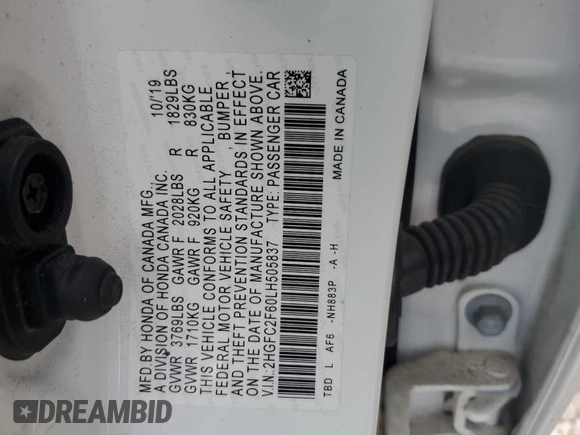 MFD.BY HONDA OF CANADA MFG., 10/'19
A DIVISION OF HONDA CANADA INC.
GVWR 3769LBS GAWR F 2028LBS R 1829LBS
GVWR 1710KG GAWR F 920KG R 830KG
THIS VEHICLE CONFORMS TO ALL APPLICABLE
FEDERAL MOTOR VEHICLE SAFETY , BUMPER,
AND THEFT PREVENTION STANDARDS IN EFFECT
ON THE DATE OF MANUFACTURE SHOWN ABOVE.
V.I.N.:2HGFC2F60LH505837 TYPE: PASSENGER CAR
TBD L AF6 -NH883P -A -H MADE IN CANADA
DREAMBID